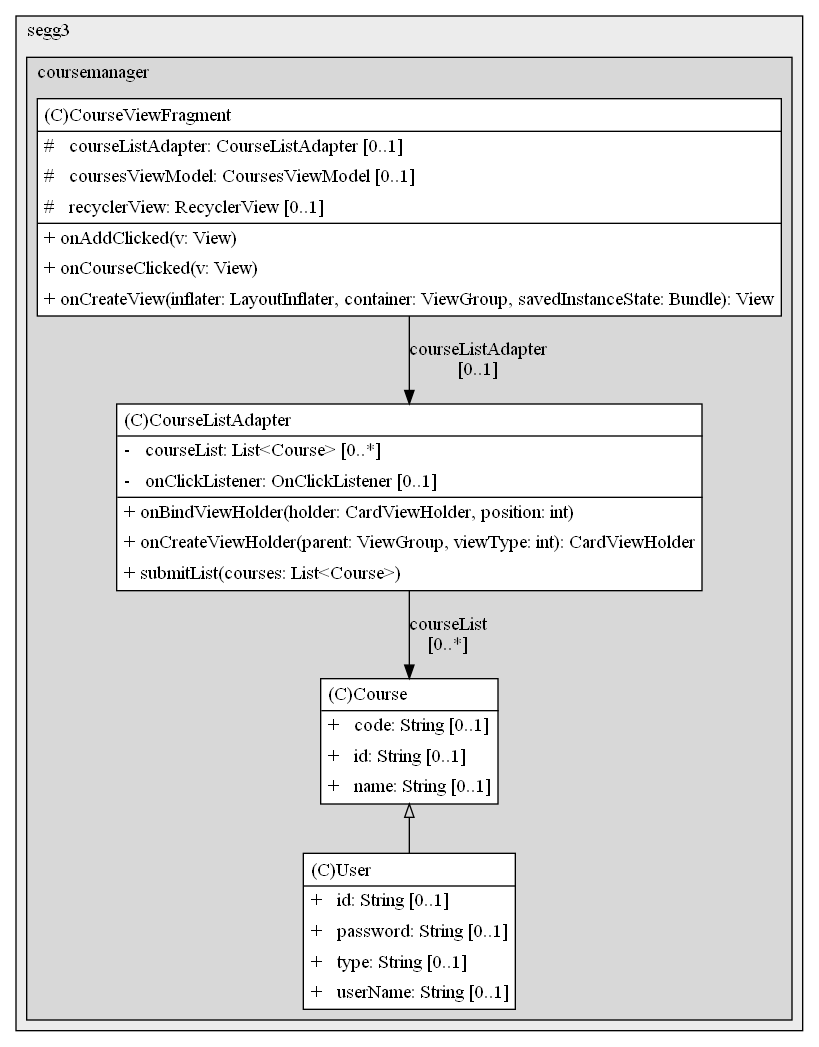 segg3
coursemanager
(C)CourseViewFragment
# courseListAdapter: CourseListAdapter [0..1]
# coursesViewModel: CoursesViewModel [0..1]
# recyclerView: RecyclerView [0..1]
+ onAddClicked(v: View)
+ onCourseClicked(v: View)
+ onCreateView(inflater: LayoutInflater, container: ViewGroup, savedInstanceState: Bundle): View
courseListAdapter
[0..1]
(C)CourseListAdapter
- courseList: List<Course> [0..*]
- onClickListener: OnClickListener [0..1]
+ onBindViewHolder(holder: CardViewHolder, position: int)
+ onCreateViewHolder(parent: ViewGroup, viewType: int): CardViewHolder
+ submitList(courses: List<Course>)
courseList
[0..*]
(C)Course
+ code: String [0..1]
+ id: String [0..1]
+ name: String [0..1]
(C)User
+ id: String [0..1]
+ password: String [0..1]
+ type: String [0..1]
+ userName: String [0..1]